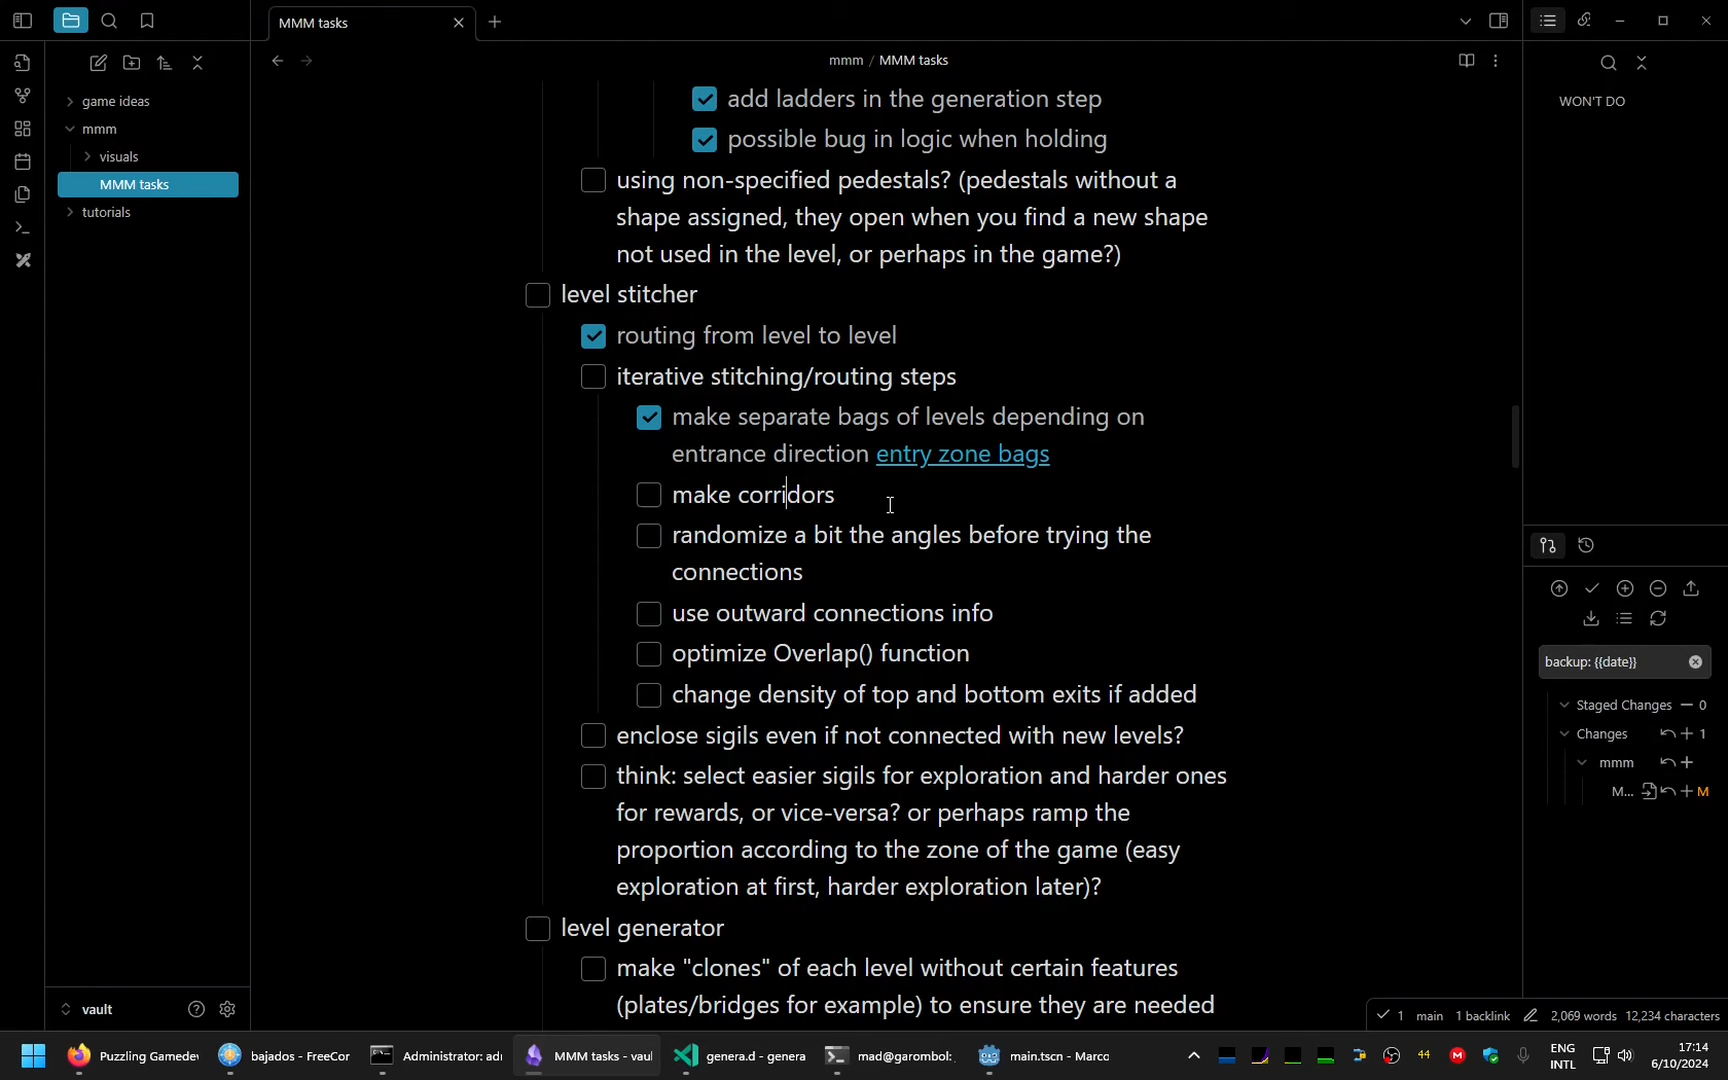 MMM tasks
mmm / MMM tasks
game ideas
mmm
visuals
MMM tasks
tutorials
add ladders in the generation step
possible bug in logic when holding
using non-specified pedestals? (pedestals without a
shape assigned, they open when you find a new shape
not used in the level, or perhaps in the game?)
level stitcher
routing from level to level
iterative stitching/routing steps
make separate bags of levels depending on
entrance direction entry zone bags
make corridors
randomize a bit the angles before trying the
connections
use outward connections info
optimize Overlap() function
change density of top and bottom exits if added
enclose sigils even if not connected with new levels?
think: select easier sigils for exploration and harder ones
for rewards, or vice-versa? or perhaps ramp the
proportion according to the zone of the game (easy
exploration at first, harder exploration later)?
level generator
make "clones" of each level without certain features
(plates/bridges for example) to ensure they are needed
WON'T DO
backup: {{date}}
Staged Changes 0
Changes 1
mmm
M... M
vault
1 main 1 backlink 2,069 words 12,234 characters
Puzzling Gamedev bajados - FreeCor Administrator: adm MMM tasks - vaul genera.d - genera mad@garombol: main.tscn - Marco 44 M ENG INTL 17:14
6/10/2024